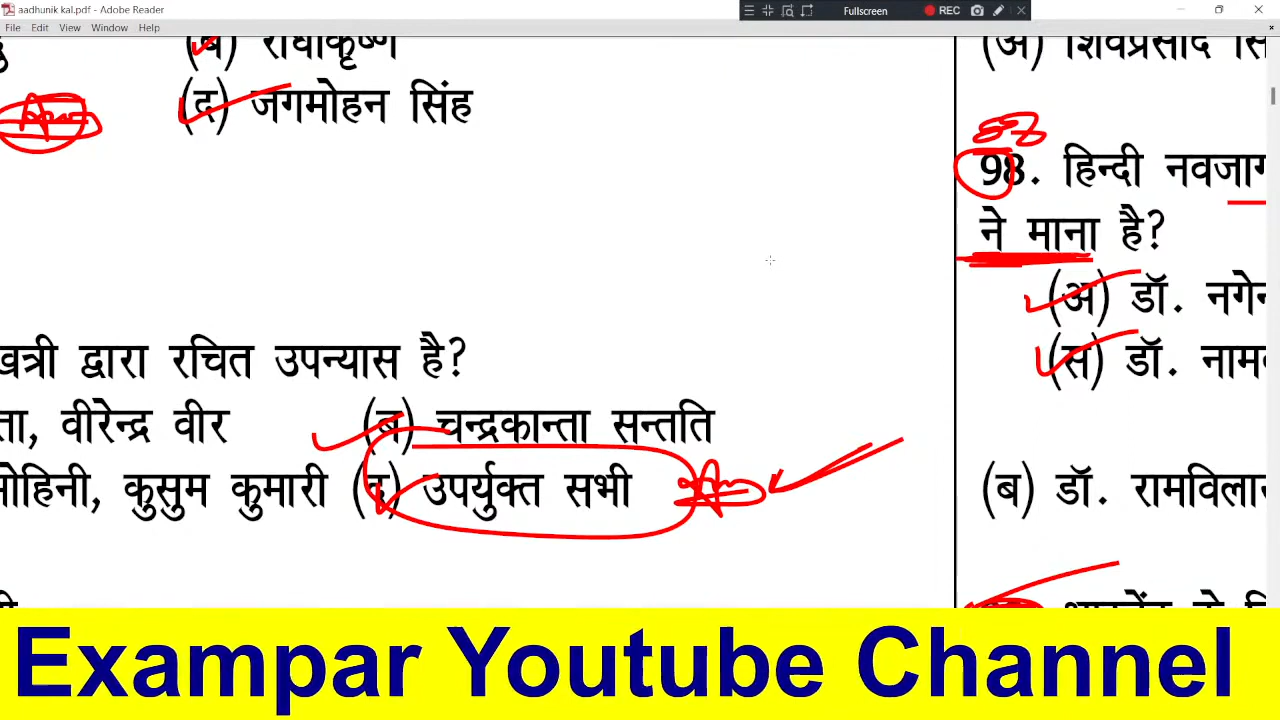 aadhunik kal.pdf - Adobe Reader
Fullscreen
REC
File Edit View Window Help
(ब) राधाकृष्ण
(द) जगमोहन सिंह
खत्री द्वारा रचित उपन्यास है?
ता, वीरेन्द्र वीर (ब) चन्द्रकान्ता सन्तति
मोहिनी, कुसुम कुमारी (द) उपर्युक्त सभी
(अ) शिवप्रसाद सि
98. हिन्दी नवजाग
ने माना है?
(अ) डॉ. नगेन
(स) डॉ. नाम
(ब) डॉ. रामविला
Exampar Youtube Channel